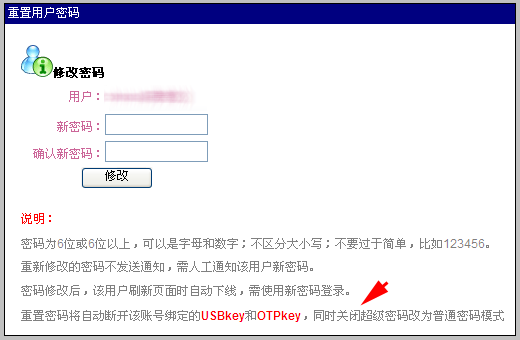 重置用户密码
修改密码
用户：
新密码：
确认新密码：
修改
说明：
密码为6位或6位以上，可以是字母和数字；不区分大小写；不要过于简单，比如123456。
重新修改的密码不发送通知，需人工通知该用户新密码。
密码修改后，该用户刷新页面时自动下线，需使用新密码登录。
重置密码将自动断开该账号绑定的USBkey和OTPkey，同时关闭超级密码改为普通密码模式